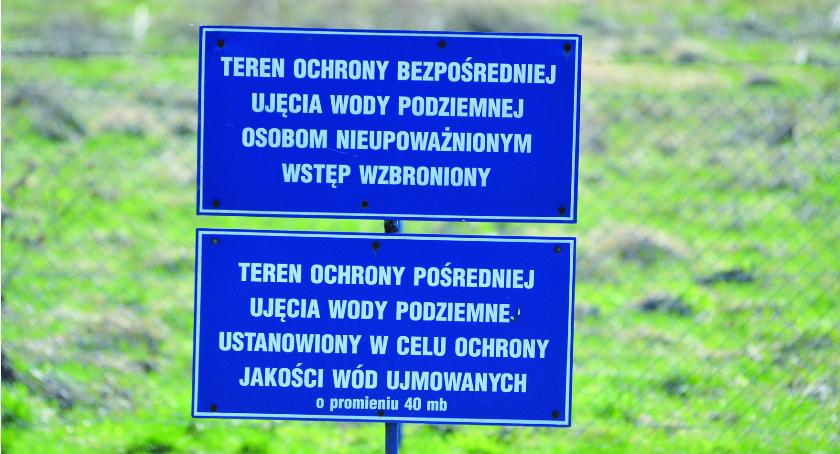 TEREN OCHRONY BEZPOŚREDNIEJ
UJĘCIA WODY PODZIEMNEJ
OSOBOM NIEUPOWAŻNIONYM
WSTĘP WZBRONIONY
TEREN OCHRONY POŚREDNIEJ
UJĘCIA WODY PODZIEMNE
USTANOWIONY W CELU OCHRONY
JAKOŚCI WÓD UJMOWANYCH
o promieniu 40 mb